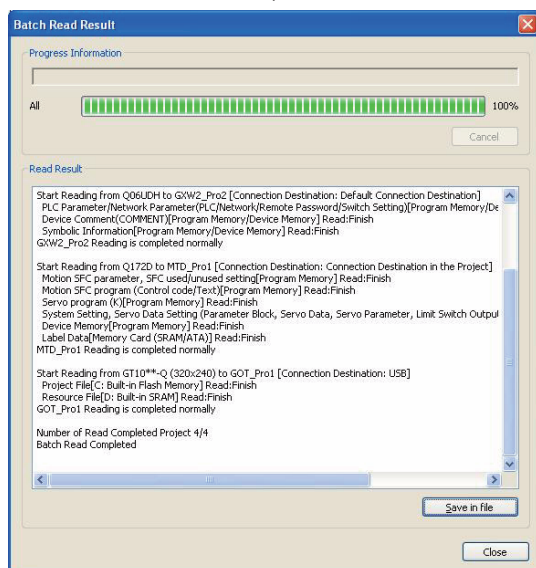 Batch Read Result
Progress Information
All
100%
Cancel
Read Result
Start Reading from Q06UDH to GXW2_Pro2 [Connection Destination: Default Connection Destination]
PLC Parameter/Network Parameter(PLC/Network/Remote Password/Switch Setting)[Program Memory/De
Device Comment(COMMENT)[Program Memory/Device Memory] Read:Finish
Symbolic Information[Program Memory/Device Memory] Read:Finish
GXW2_Pro2 Reading is completed normally
Start Reading from Q172D to MTD_Pro1 [Connection Destination: Connection Destination in the Project]
Motion SFC parameter, SFC used/unused setting[Program Memory] Read:Finish
Motion SFC program (Control code/Text)[Program Memory] Read:Finish
Servo program (K)[Program Memory] Read:Finish
System Setting, Servo Data Setting (Parameter Block, Servo Data, Servo Parameter, Limit Switch Output
Device Memory[Program Memory] Read:Finish
Label Data[Memory Card (SRAM/ATA)] Read:Finish
MTD_Pro1 Reading is completed normally
Start Reading from GT10**-Q (320x240) to GOT_Pro1 [Connection Destination: USB]
Project File[C: Built-in Flash Memory] Read:Finish
Resource File[D: Built-in SRAM] Read:Finish
GOT_Pro1 Reading is completed normally
Number of Read Completed Project 4/4
Batch Read Completed
Save in file
Close